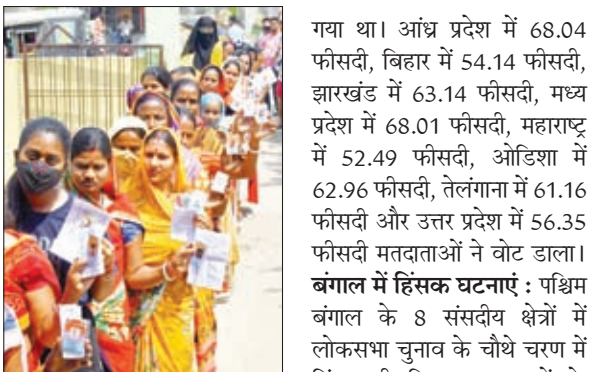 गया था। आंध्र प्रदेश में 68.04
फीसदी, बिहार में 54.14 फीसदी,
झारखंड में 63.14 फीसदी, मध्य
प्रदेश में 68.01 फीसदी, महाराष्ट्र
में 52.49 फीसदी, ओडिशा में
62.96 फीसदी, तेलंगाना में 61.16
फीसदी और उत्तर प्रदेश में 56.35
फीसदी मतदाताओं ने वोट डाला।
बंगाल में हिंसक घटनाएं : पश्चिम
बंगाल के 8 संसदीय क्षेत्रों में
लोकसभा चुनाव के चौथे चरण में